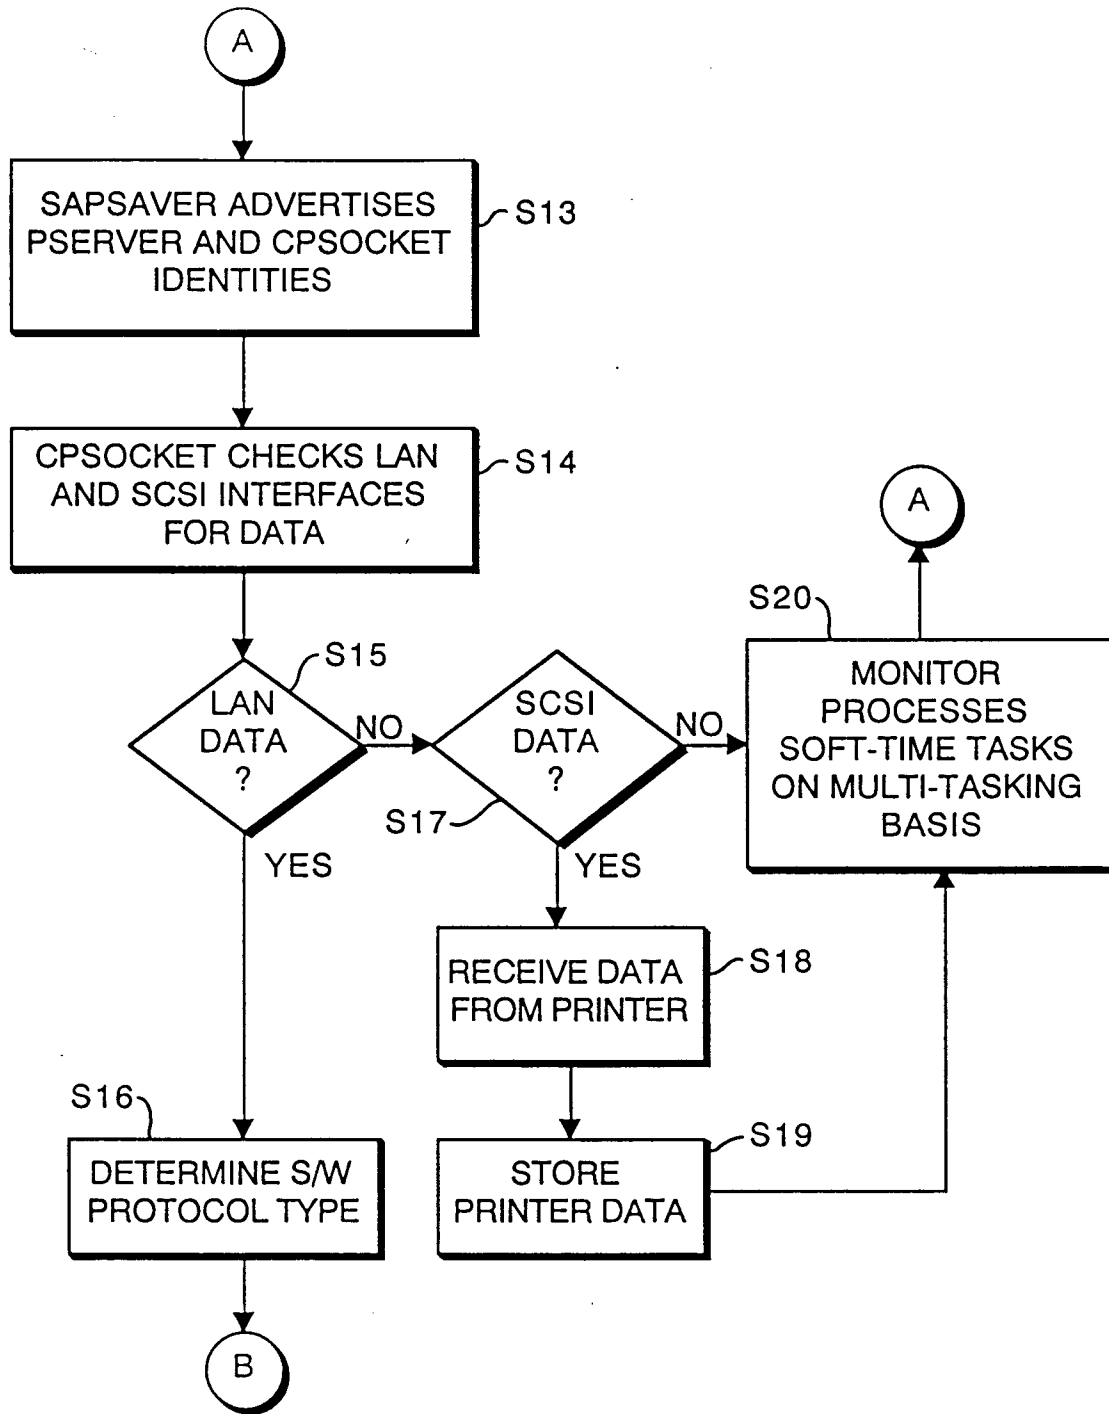 A
SAPSAVER ADVERTISES
PSERVER AND CPSOCKET
IDENTITIES
S13
CPSOCKET CHECKS LAN
AND SCSI INTERFACES
FOR DATA
S14
A
S20
MONITOR
PROCESSES
SOFT-TIME TASKS
ON MULTI-TASKING
BASIS
S15
LAN
DATA
?
NO
YES
SCSI
DATA
?
S17
NO
YES
RECEIVE DATA
FROM PRINTER
S18
S16
DETERMINE S/W
PROTOCOL TYPE
STORE
PRINTER DATA
S19
B